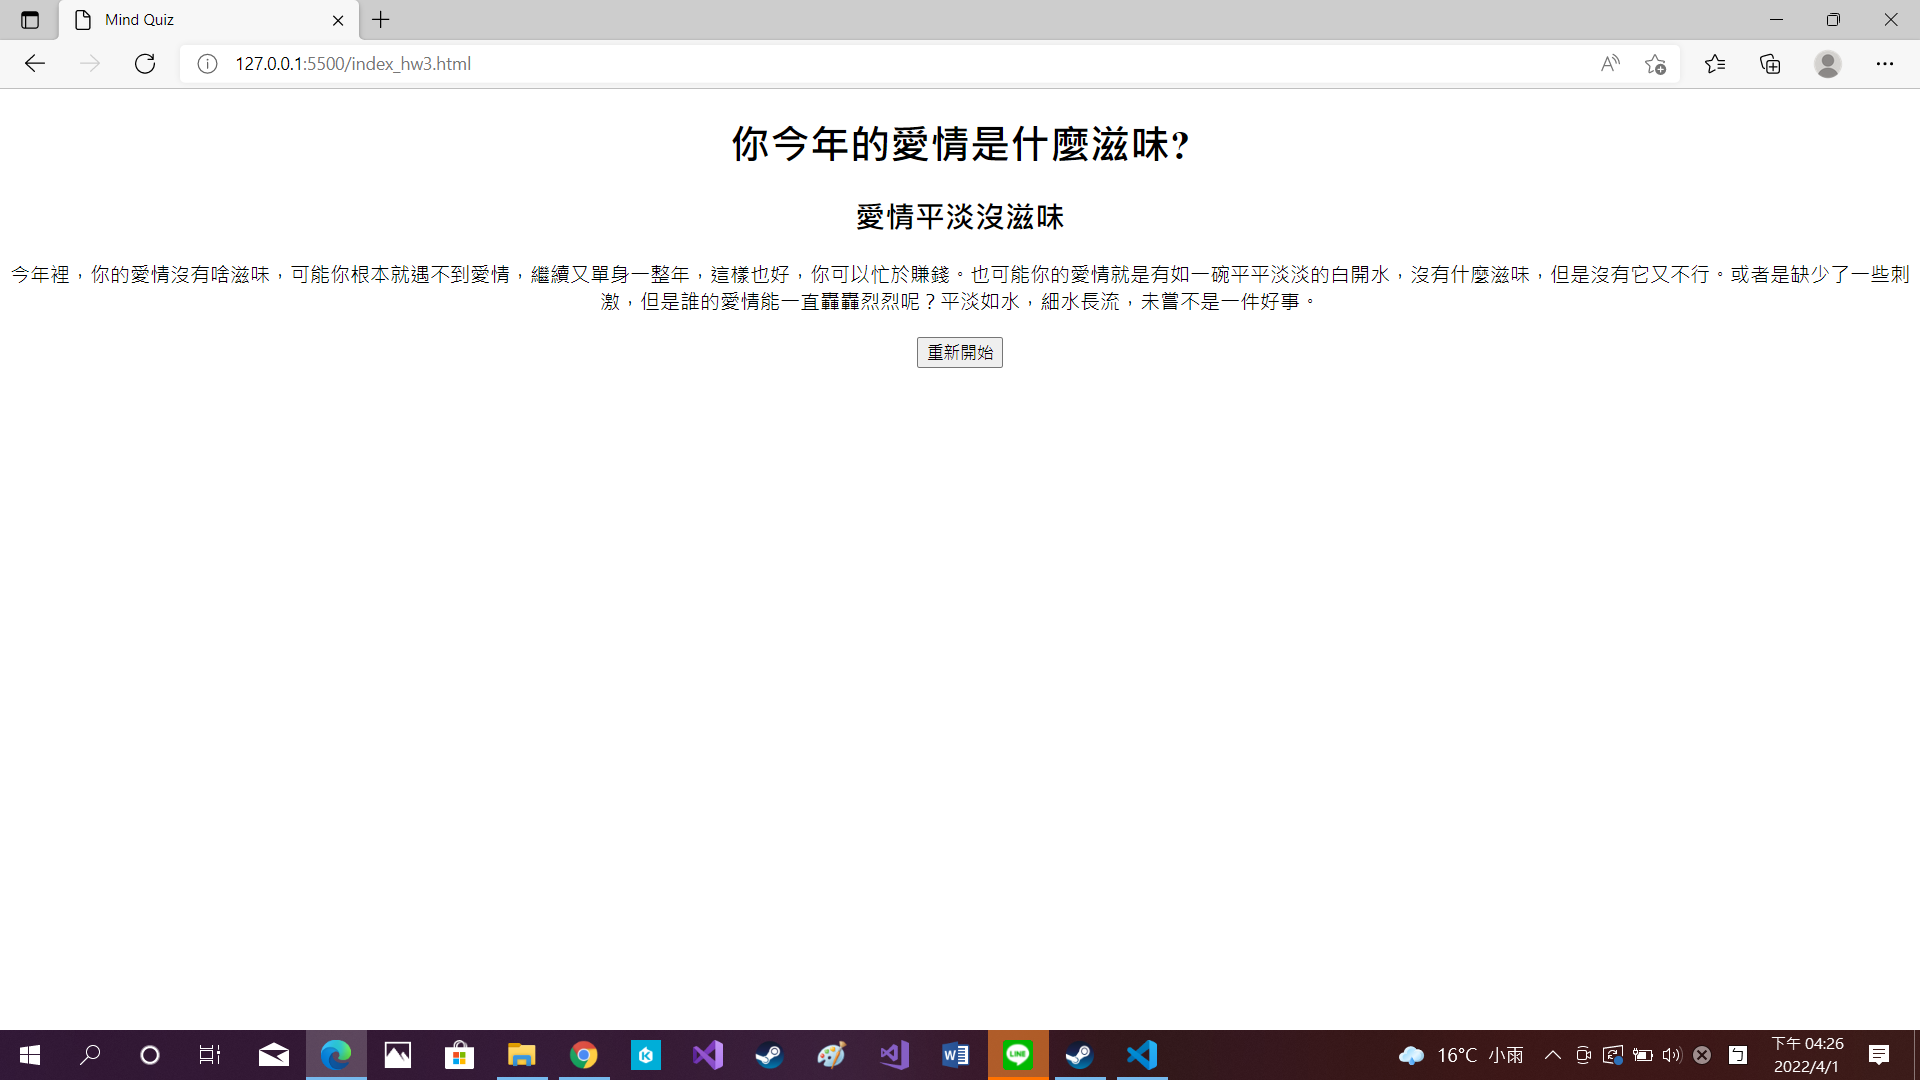 Mind Quiz
127.0.0.1:5500/index_hw3.html
你今年的愛情是什麼滋味?
愛情平淡沒滋味
今年裡，你的愛情沒有啥滋味，可能你根本就遇不到愛情，繼續又單身一整年，這樣也好，你可以忙於賺錢。也可能你的愛情就是有如一碗平平淡淡的白開水，沒有什麼滋味，但是沒有它又不行。或者是缺少了一些刺
激，但是誰的愛情能一直轟轟烈烈呢？平淡如水，細水長流，未嘗不是一件好事。
重新開始
LINE
16°C 小雨
ㄅ
下午 04:26
2022/4/1